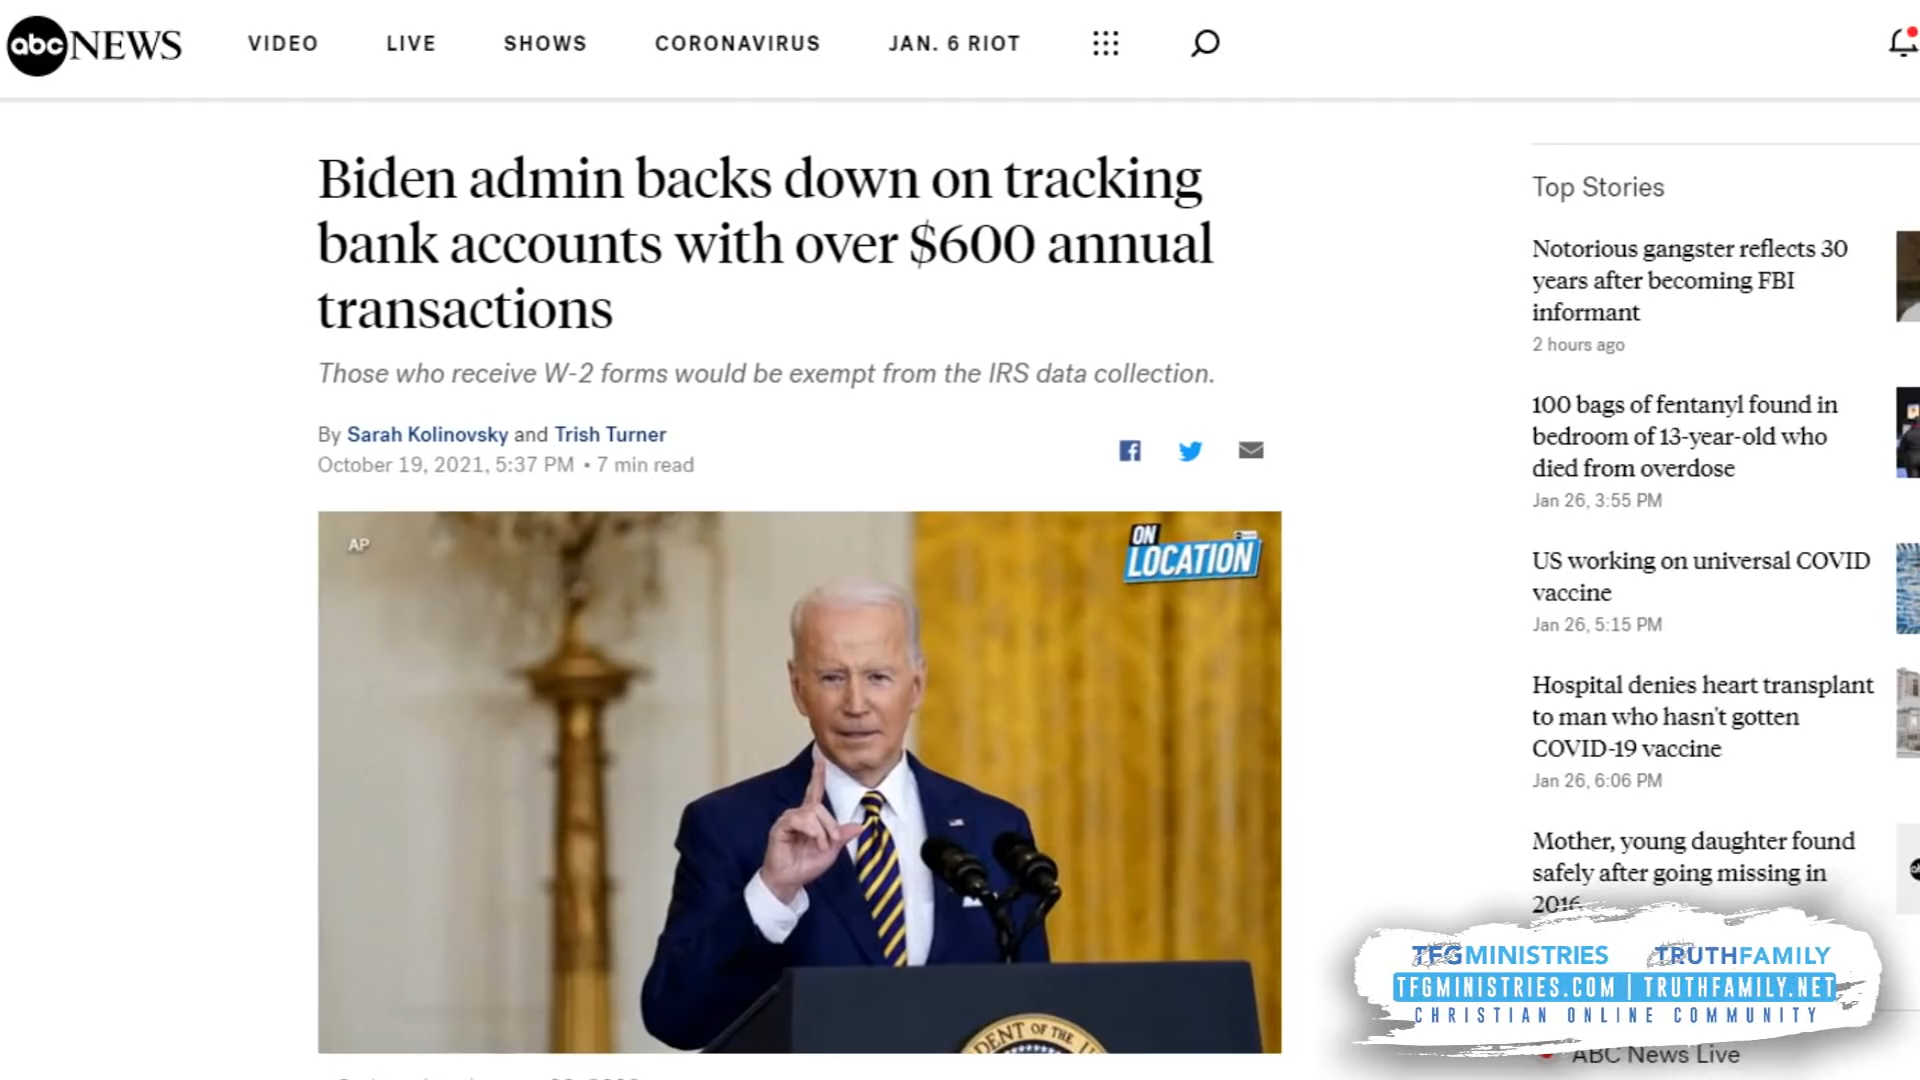 abc NEWS
VIDEO
LIVE
SHOWS
CORONAVIRUS
JAN. 6 RIOT
Biden admin backs down on tracking
bank accounts with over $600 annual
transactions
Those who receive W-2 forms would be exempt from the IRS data collection.
By Sarah Kolinovsky and Trish Turner
October 19, 2021, 5:37 PM • 7 min read
AP
ON
LOCATION
DENT OF THE
Top Stories
Notorious gangster reflects 30
years after becoming FBI
informant
2 hours ago
100 bags of fentanyl found in
bedroom of 13-year-old who
died from overdose
Jan 26, 3:55 PM
US working on universal COVID
vaccine
Jan 26, 5:15 PM
Hospital denies heart transplant
to man who hasn't gotten
COVID-19 vaccine
Jan 26, 6:06 PM
Mother, young daughter found
safely after going missing in
2016
TFGMINISTRIES TRUTHFAMILY
TFGMINISTRIES.COM | TRUTHFAMILY.NET
CHRISTIAN ONLINE COMMUNITY
ABC News Live